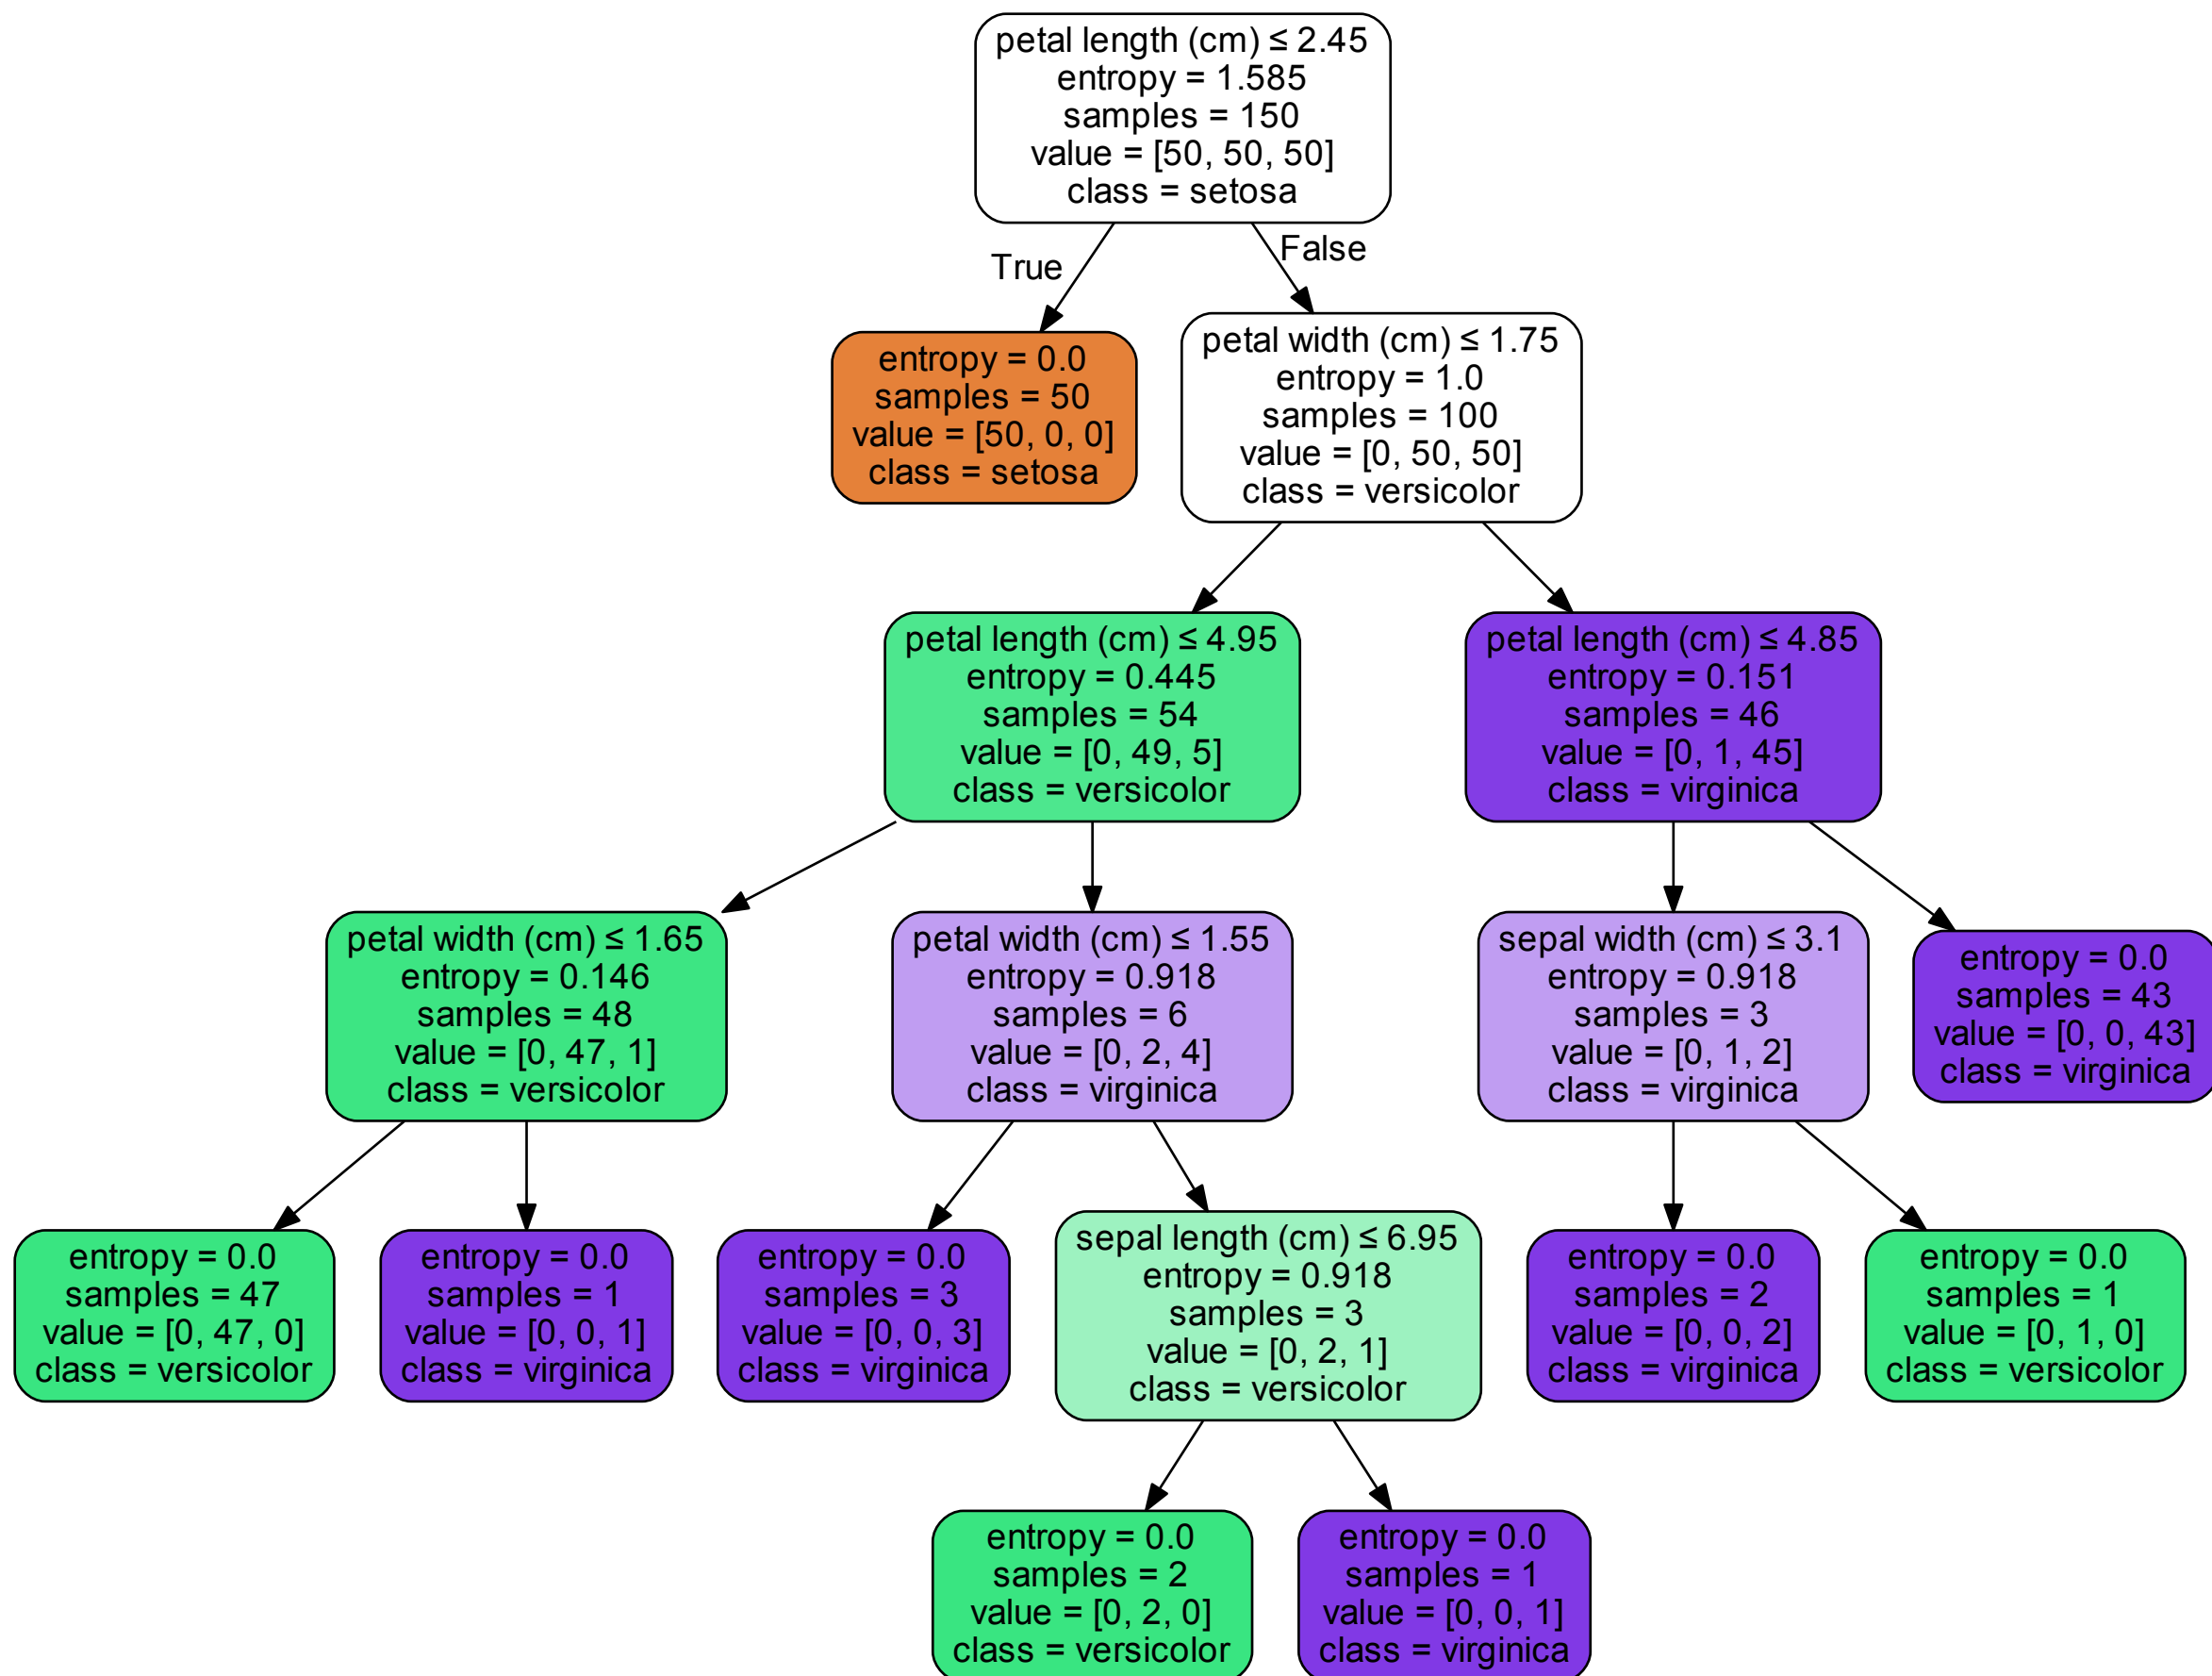 petal length (cm) ≤ 2.45
entropy = 1.585
samples = 150
value = [50, 50, 50]
class = setosa
True
False
entropy = 0.0
samples = 50
value = [50, 0, 0]
class = setosa
petal width (cm) ≤ 1.75
entropy = 1.0
samples = 100
value = [0, 50, 50]
class = versicolor
petal length (cm) ≤ 4.95
entropy = 0.445
samples = 54
value = [0, 49, 5]
class = versicolor
petal length (cm) ≤ 4.85
entropy = 0.151
samples = 46
value = [0, 1, 45]
class = virginica
petal width (cm) ≤ 1.65
entropy = 0.146
samples = 48
value = [0, 47, 1]
class = versicolor
petal width (cm) ≤ 1.55
entropy = 0.918
samples = 6
value = [0, 2, 4]
class = virginica
sepal width (cm) ≤ 3.1
entropy = 0.918
samples = 3
value = [0, 1, 2]
class = virginica
entropy = 0.0
samples = 43
value = [0, 0, 43]
class = virginica
entropy = 0.0
samples = 47
value = [0, 47, 0]
class = versicolor
entropy = 0.0
samples = 1
value = [0, 0, 1]
class = virginica
entropy = 0.0
samples = 3
value = [0, 0, 3]
class = virginica
sepal length (cm) ≤ 6.95
entropy = 0.918
samples = 3
value = [0, 2, 1]
class = versicolor
entropy = 0.0
samples = 2
value = [0, 0, 2]
class = virginica
entropy = 0.0
samples = 1
value = [0, 1, 0]
class = versicolor
entropy = 0.0
samples = 2
value = [0, 2, 0]
class = versicolor
entropy = 0.0
samples = 1
value = [0, 0, 1]
class = virginica